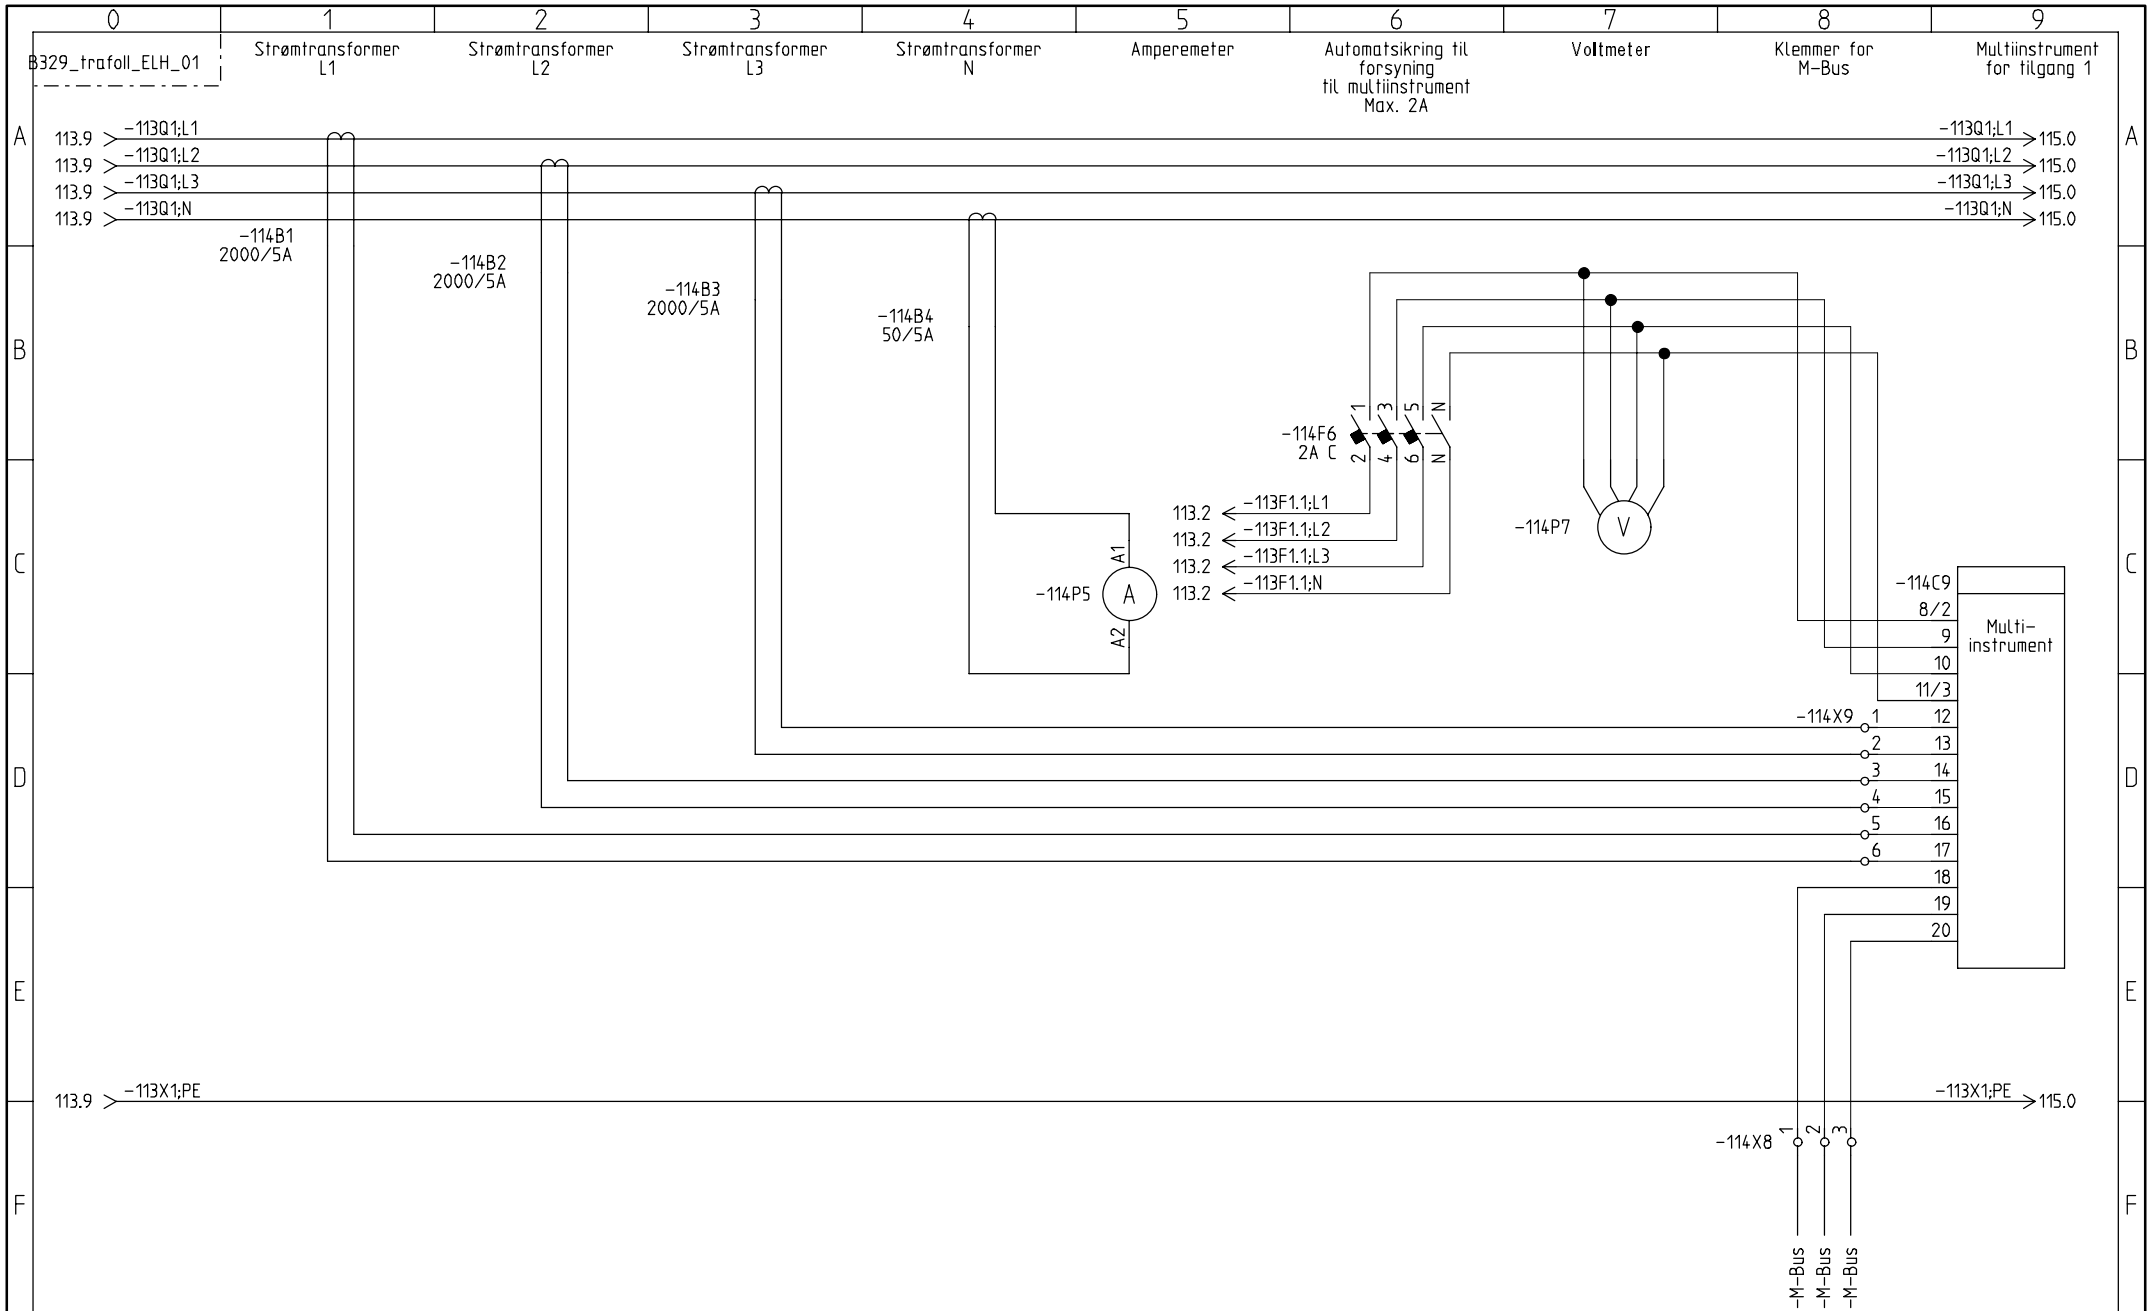 0 1 2 3 4 5 6 7 8 9
B329_trafoll_ELH_01
Strømtransformer
L1
Strømtransformer
L2
Strømtransformer
L3
Strømtransformer
N
Amperemeter
Automatsikring til
forsyning
til multiinstrument
Max. 2A
Voltmeter
Klemmer for
M-Bus
Multiinstrument
for tilgang 1
A A
113.9 -113Q1;L1 -113Q1;L1 115.0
113.9 -113Q1;L2 -113Q1;L2 115.0
113.9 -113Q1;L3 -113Q1;L3 115.0
113.9 -113Q1;N -113Q1;N 115.0
-114B1
2000/5A
-114B2
2000/5A
-114B3
2000/5A
-114B4
50/5A
B B
1 3 5 N
-114F6
2A C
2 4 6 N
113.2 -113F1.1;L1
113.2 -113F1.1;L2
113.2 -113F1.1;L3
113.2 -113F1.1;N
-114P7 V
C C
A1
-114P5 A
A2
-114C9
8/2
9
10
11/3
Multi-
instrument
-114X9 1 12
2 13
3 14
D D
4 15
5 16
6 17
18
19
20
E E
113.9 -113X1;PE -113X1;PE 115.0
-114X8 1 2 3
F F
-M-Bus
-M-Bus
-M-Bus